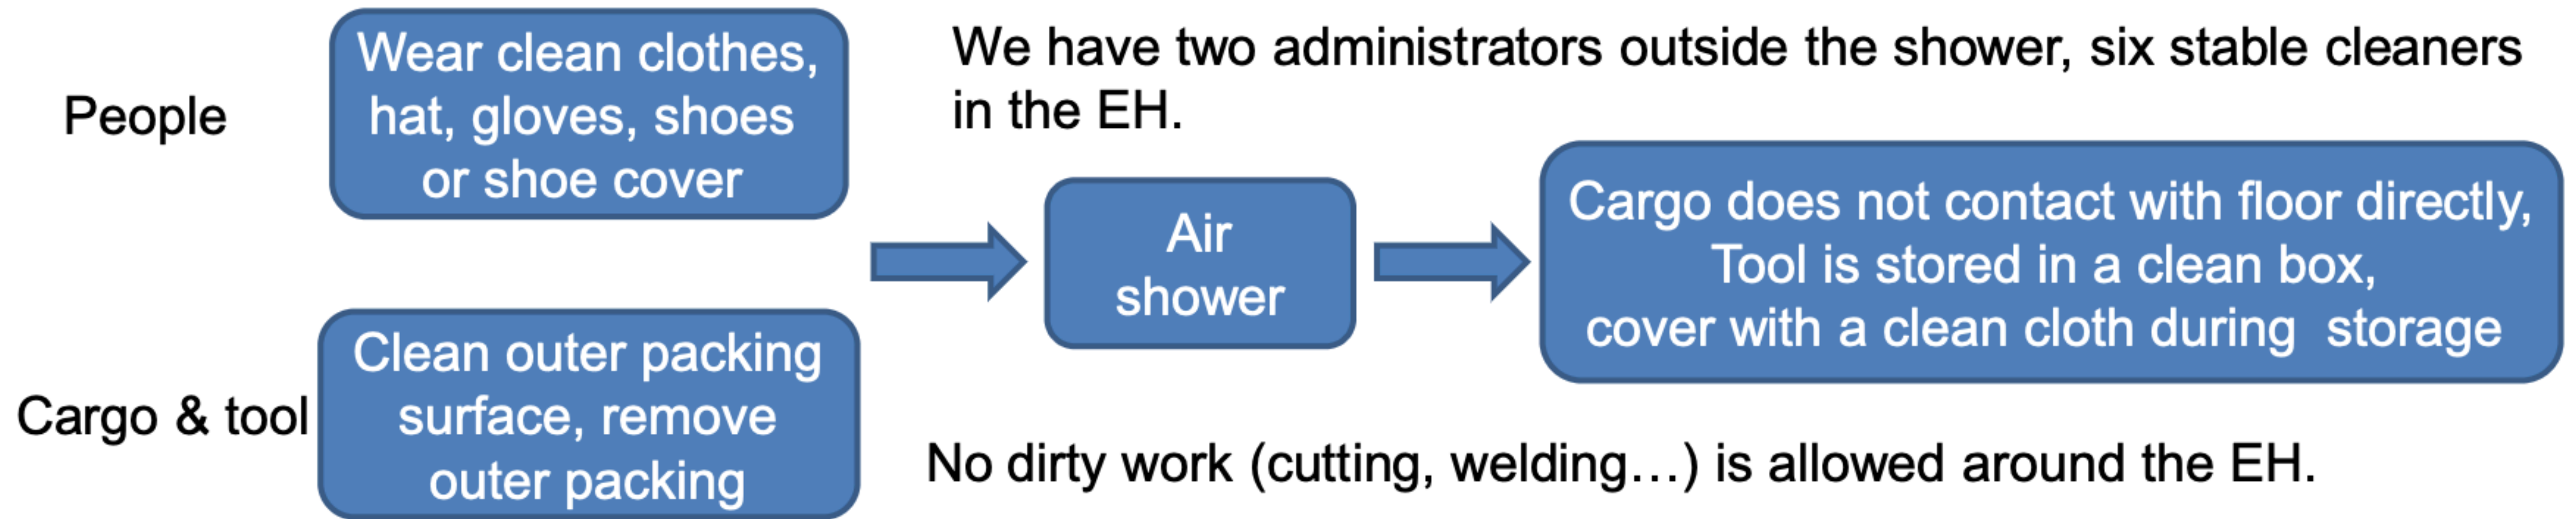 People
Wear clean clothes,
hat, gloves, shoes
or shoe cover
We have two administrators outside the shower, six stable cleaners
in the EH.
Air
shower
Cargo does not contact with floor directly,
Tool is stored in a clean box,
cover with a clean cloth during  storage
Cargo & tool
Clean outer packing
surface, remove
outer packing
No dirty work (cutting, welding…) is allowed around the EH.